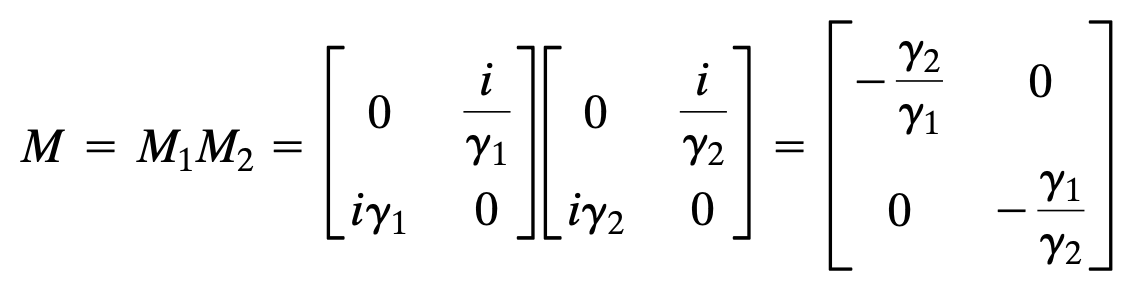 M = M₁M₂ = [0 i/γ₁; iγ₁ 0] [0 i/γ₂; iγ₂ 0] = [−γ₂/γ₁ 0; 0 −γ₁/γ₂]